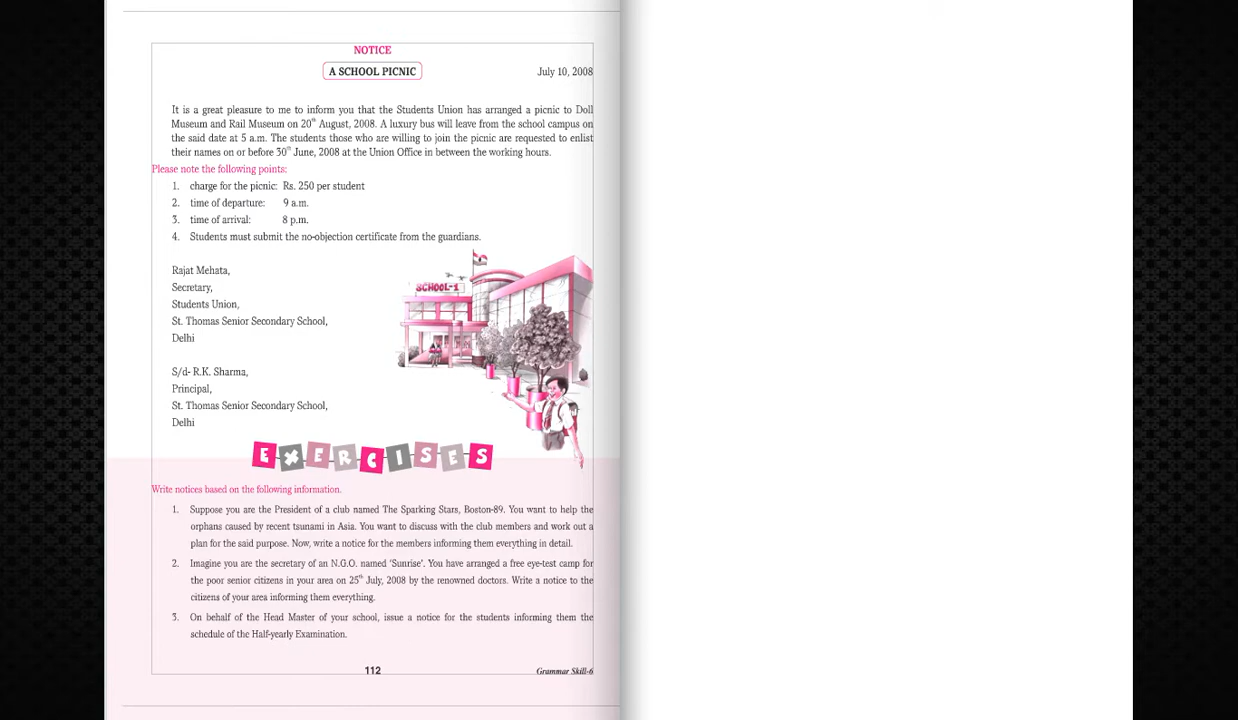 NOTICE
A SCHOOL PICNIC
July 10, 2008
It is a great pleasure to me to inform you that the Students Union has arranged a picnic to Doll
Museum and Rail Museum on 20th August, 2008. A luxury bus will leave from the school campus on
the said date at 5 a.m. The students those who are willing to join the picnic are requested to enlist
their names on or before 30th June, 2008 at the Union Office in between the working hours.
Please note the following points:
1. charge for the picnic: Rs. 250 per student
2. time of departure: 9 a.m.
3. time of arrival: 8 p.m.
4. Students must submit the no-objection certificate from the guardians.
SCHOOL-1
Rajat Mehata,
Secretary,
Students Union,
St. Thomas Senior Secondary School,
Delhi
S/d- R.K. Sharma,
Principal,
St. Thomas Senior Secondary School,
Delhi
EXERCISES
Write notices based on the following information.
1. Suppose you are the President of a club named The Sparking Stars, Boston-89. You want to help the
orphans caused by recent tsunami in Asia. You want to discuss with the club members and work out a
plan for the said purpose. Now, write a notice for the members informing them everything in detail.
2. Imagine you are the secretary of an N.G.O. named 'Sunrise'. You have arranged a free eye-test camp for
the poor senior citizens in your area on 25th July, 2008 by the renowned doctors. Write a notice to the
citizens of your area informing them everything.
3. On behalf of the Head Master of your school, issue a notice for the students informing them the
schedule of the Half-yearly Examination.
112
Grammar Skill-6